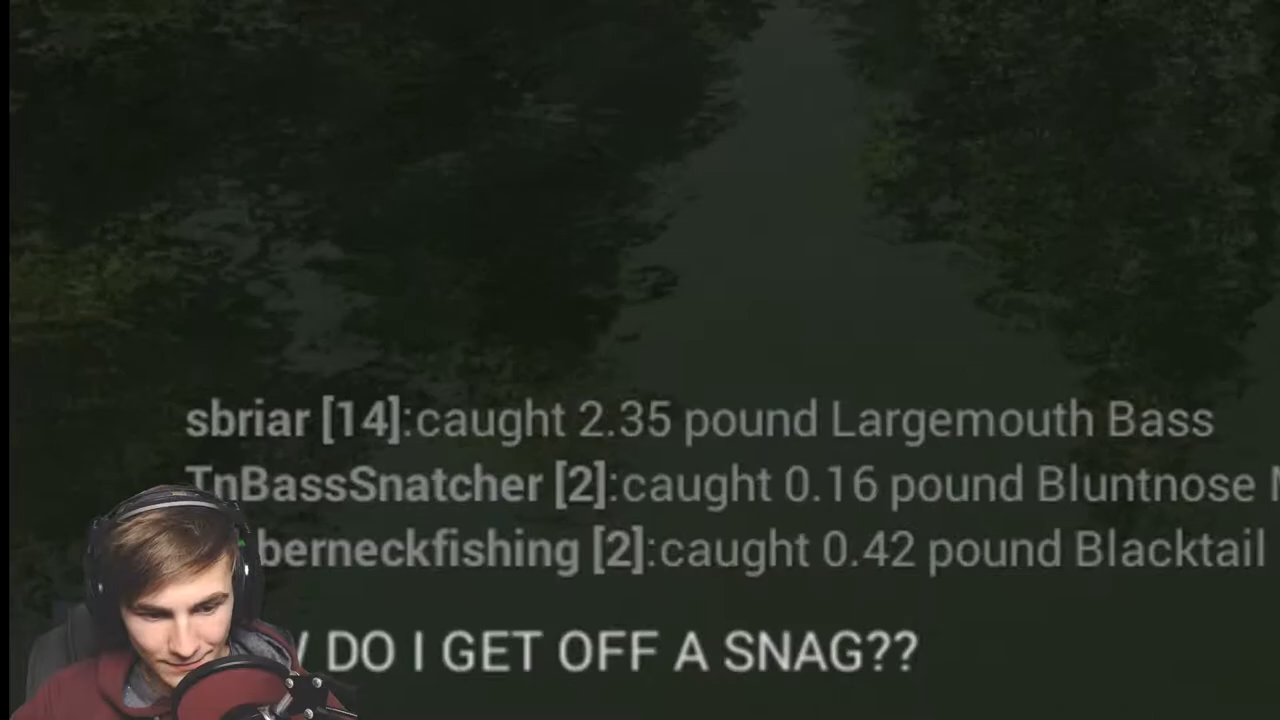 sbriar [14]:caught 2.35 pound Largemouth Bass
TnBassSnatcher [2]:caught 0.16 pound Bluntnose
berneckfishing [2]:caught 0.42 pound Blacktail
DO I GET OFF A SNAG??